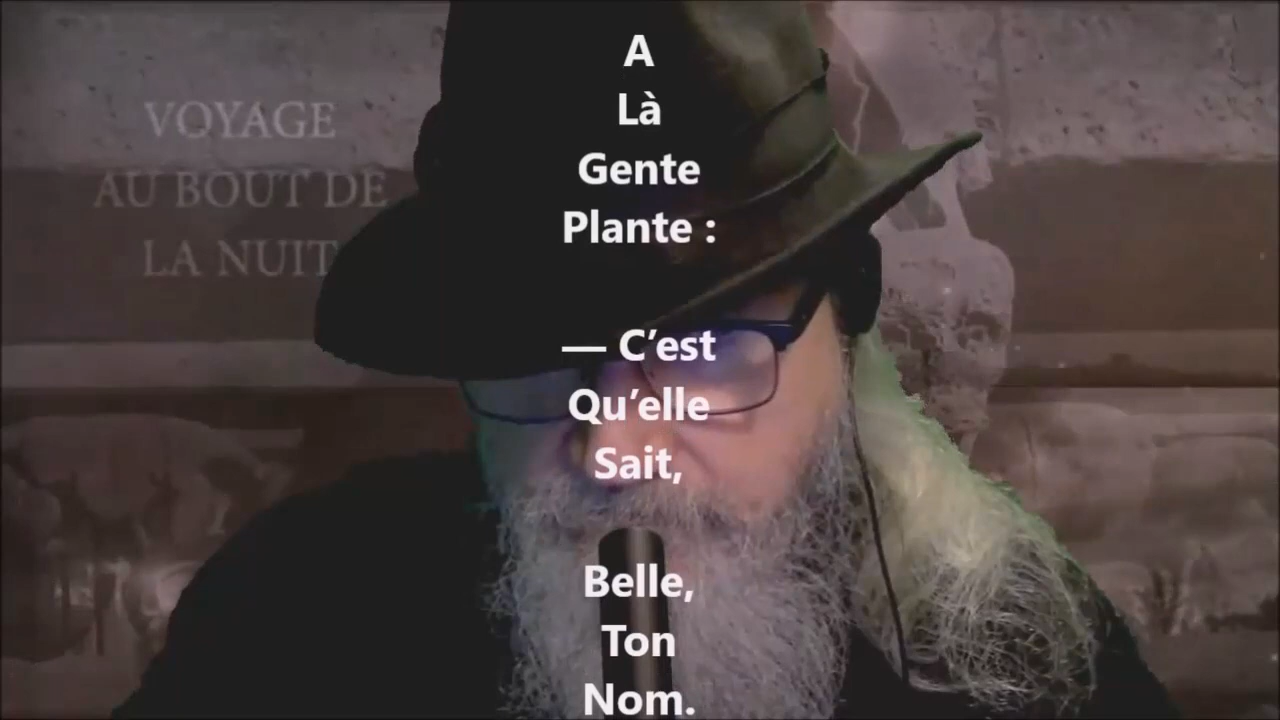 VOYAGE
AU BOUT DE
LA NUIT
A
Là
Gente
Plante :
— C’est
Qu’elle
Sait,
Belle,
Ton
Nom.